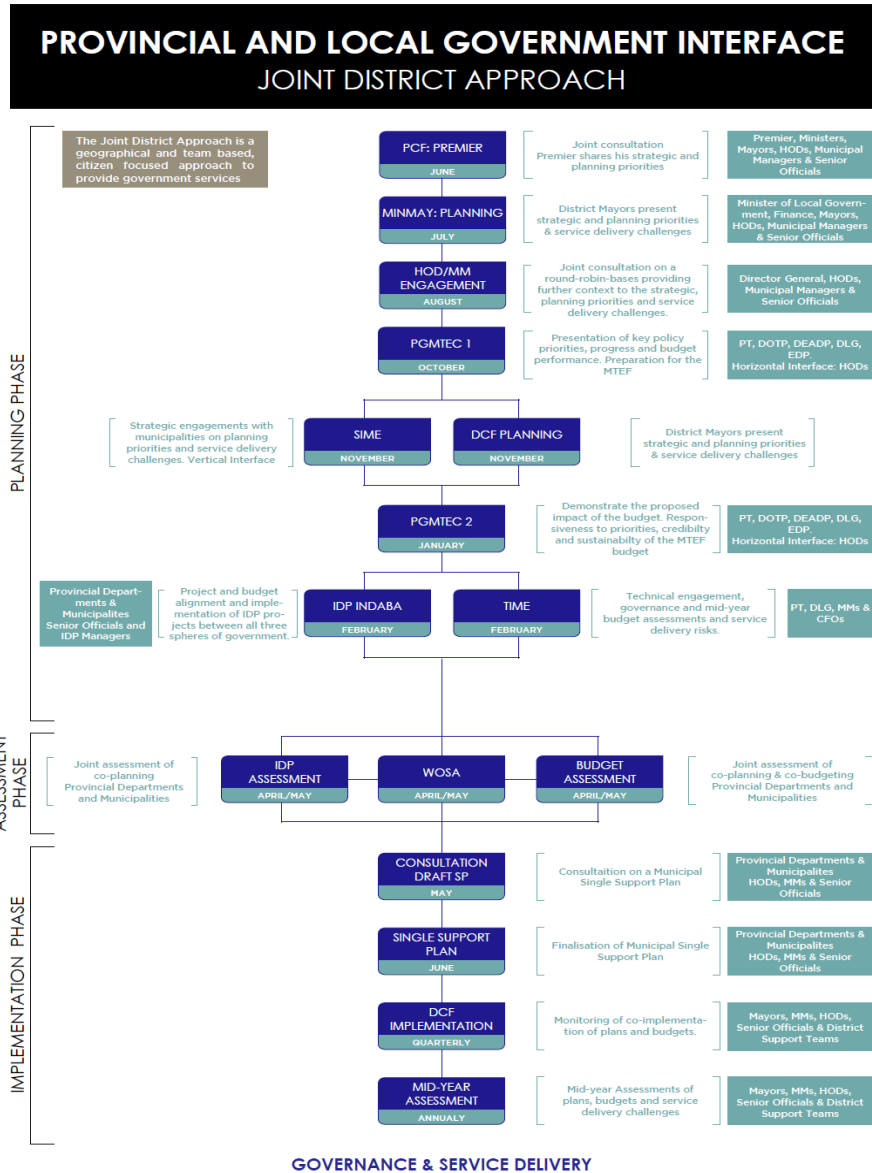 PROVINCIAL AND LOCAL GOVERNMENT INTERFACE
JOINT DISTRICT APPROACH
PLANNING PHASE
The Joint District Approach is a
geographical and team based,
citizen focused approach to
provide government services
PCF: PREMIER
JUNE
Joint consultation
Premier shares his strategic and
planning priorities
Premier, Ministers,
Mayors, HODs, Municipal
Managers & Senior
Officials
MINMAY: PLANNING
JULY
District Mayors present
strategic and planning priorities
& service delivery challenges
Minister of Local Govern-
ment, Finance, Mayors,
HODs, Municipal Managers
& Senior Officials
HOD/MM
ENGAGEMENT
AUGUST
Joint consultation on a
round-robin-bases providing
further context to the strategic,
planning priorities and service
delivery challenges.
Director General, HODs,
Municipal Managers &
Senior Officials
PGMTEC 1
OCTOBER
Presentation of key policy
priorities, progress and budget
performance. Preparation for the
MTEF
PT, DOTP, DEADP, DLG,
EDP.
Horizontal Interface: HODs
Strategic engagements with
municipalities on planning
priorities and service delivery
challenges. Vertical Interface
SIME
NOVEMBER
DCF PLANNING
NOVEMBER
District Mayors present
strategic and planning priorities
& service delivery challenges
PGMTEC 2
JANUARY
Demonstrate the proposed
impact of the budget. Respon-
siveness to priorities, credibilty
and sustainabilty of the MTEF
budget
PT, DOTP, DEADP, DLG,
EDP.
Horizontal Interface: HODs
Provincial Depart-
ments &
Municipalites
Senior Officials and
IDP Managers
Project and budget
alignment and imple-
mentation of IDP pro-
jects between all three
spheres of government.
IDP INDABA
FEBRUARY
TIME
FEBRUARY
Technical engagement,
governance and mid-year
budget assessments and service
delivery risks.
PT, DLG, MMs &
CFOs
ASSESSMENT
PHASE
Joint assessment of
co-planning
Provincial Departments
and Municipalities
IDP
ASSESSMENT
APRIL/MAY
WOSA
APRIL/MAY
BUDGET
ASSESSMENT
APRIL/MAY
Joint assessment of
co-planning & co-budgeting
Provincial Departments and
Municipalities
IMPLEMENTATION PHASE
CONSULTATION
DRAFT SP
MAY
Consultaition on a Municipal
Single Support Plan
Provincial Departments &
Municipalites
HODs, MMs & Senior
Officials
SINGLE SUPPORT
PLAN
JUNE
Finalisation of Municipal Single
Support Plan
Provincial Departments &
Municipalites
HODs, MMs & Senior
Officials
DCF
IMPLEMENTATION
QUARTERLY
Monitoring of co-implementa-
tion of plans and budgets.
Mayors, MMs, HODs,
Senior Officials & District
Support Teams
MID-YEAR
ASSESSMENT
ANNUALY
Mid-year Assessments of
plans, budgets and service
delivery challenges
Mayors, MMs, HODs,
Senior Officials & District
Support Teams
GOVERNANCE & SERVICE DELIVERY